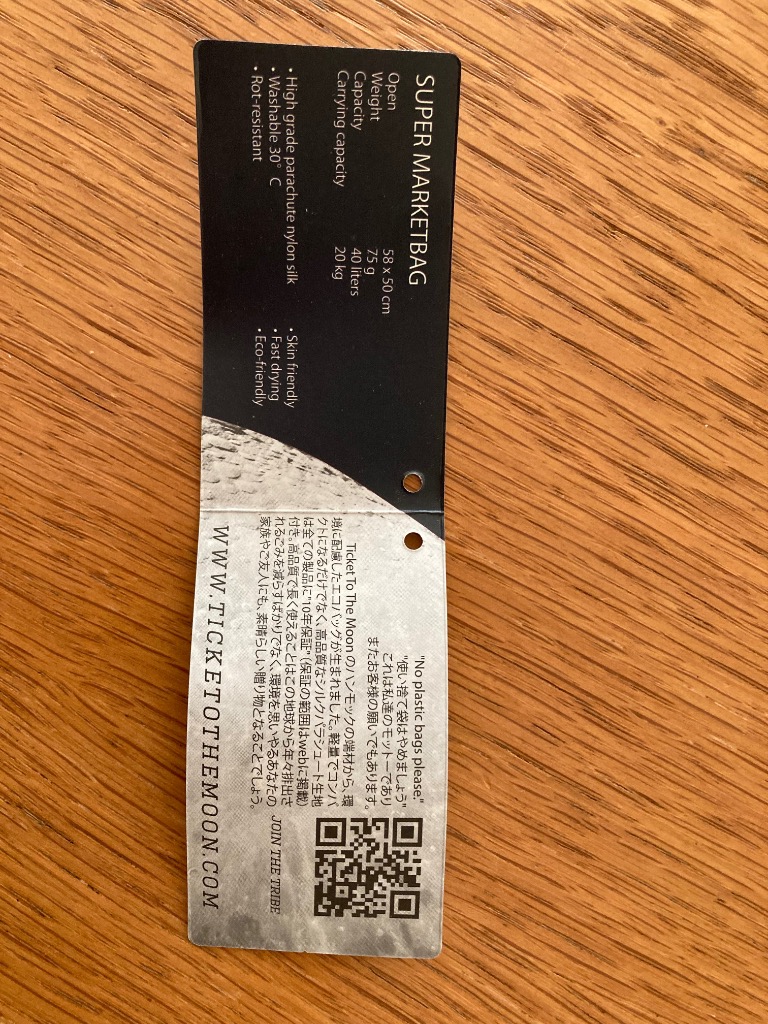 SUPER MARKETBAG
Open 58 x 50 cm
Weight 75 g
Capacity 40 liters
Carrying capacity 20 kg
• High grade parachute nylon silk • Skin friendly
• Washable 30° C • Fast drying
• Rot-resistant • Eco-friendly
"No plastic bags please."
"使い捨て袋はやめましょう"
これは私達のモットーであり
またお客様の願いでもあります。
Ticket To The Moon のハンモックの端材から、環
境に配慮したエコバッグが生まれました。軽量でコンパ
クトになるだけでなく、高品質なシルクパラシュート生地
は全ての製品に"10年保証"(保証の範囲はwebに掲載)
付き。高品質で長く使えることはこの地球から年々排出さ
れるごみを減らすばかりでなく、環境を思いやるあなたの
家族やご友人にも、素晴らしい贈り物となることでしょう。
JOIN THE TRIBE
WWW.TICKETOTHEMOON.COM